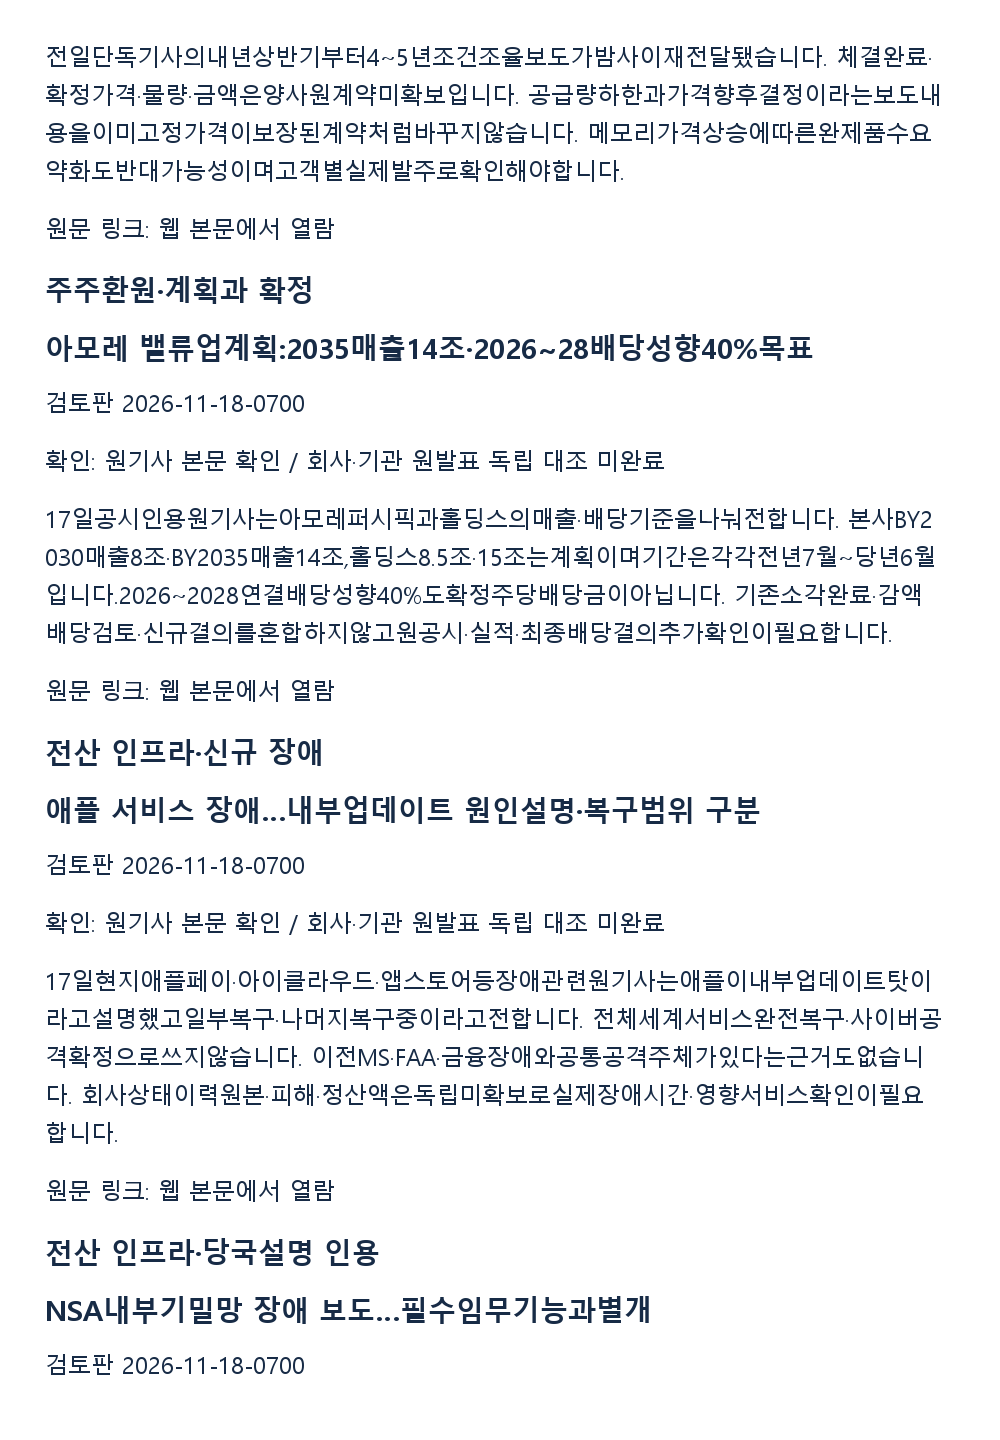 전일단독기사의내년상반기부터4~5년조건조율보도가밤사이재전달됐습니다. 체결완료·
확정가격·물량·금액은양사원계약미확보입니다. 공급량하한과가격향후결정이라는보도내
용을이미고정가격이보장된계약처럼바꾸지않습니다. 메모리가격상승에따른완제품수요
약화도반대가능성이며고객별실제발주로확인해야합니다.
원문 링크: 웹 본문에서 열람
주주환원·계획과 확정
아모레 밸류업계획:2035매출14조·2026~28배당성향40%목표
검토판 2026-11-18-0700
확인: 원기사 본문 확인 / 회사·기관 원발표 독립 대조 미완료
17일공시인용원기사는아모레퍼시픽과홀딩스의매출·배당기준을나눠전합니다. 본사BY2
030매출8조·BY2035매출14조,홀딩스8.5조·15조는계획이며기간은각각전년7월~당년6월
입니다.2026~2028연결배당성향40%도확정주당배당금이아닙니다. 기존소각완료·감액
배당검토·신규결의를혼합하지않고원공시·실적·최종배당결의추가확인이필요합니다.
원문 링크: 웹 본문에서 열람
전산 인프라·신규 장애
애플 서비스 장애…내부업데이트 원인설명·복구범위 구분
검토판 2026-11-18-0700
확인: 원기사 본문 확인 / 회사·기관 원발표 독립 대조 미완료
17일현지애플페이·아이클라우드·앱스토어등장애관련원기사는애플이내부업데이트탓이
라고설명했고일부복구·나머지복구중이라고전합니다. 전체세계서비스완전복구·사이버공
격확정으로쓰지않습니다. 이전MS·FAA·금융장애와공통공격주체가있다는근거도없습니
다. 회사상태이력원본·피해·정산액은독립미확보로실제장애시간·영향서비스확인이필요
합니다.
원문 링크: 웹 본문에서 열람
전산 인프라·당국설명 인용
NSA내부기밀망 장애 보도…필수임무기능과별개
검토판 2026-11-18-0700